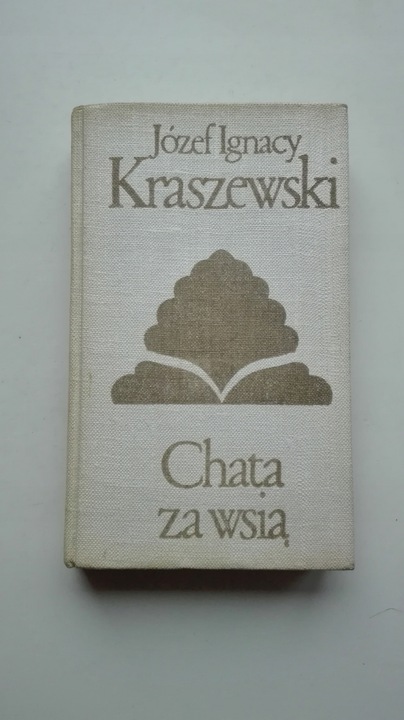 Józef Ignacy
Kraszewski
Chata
za wsią